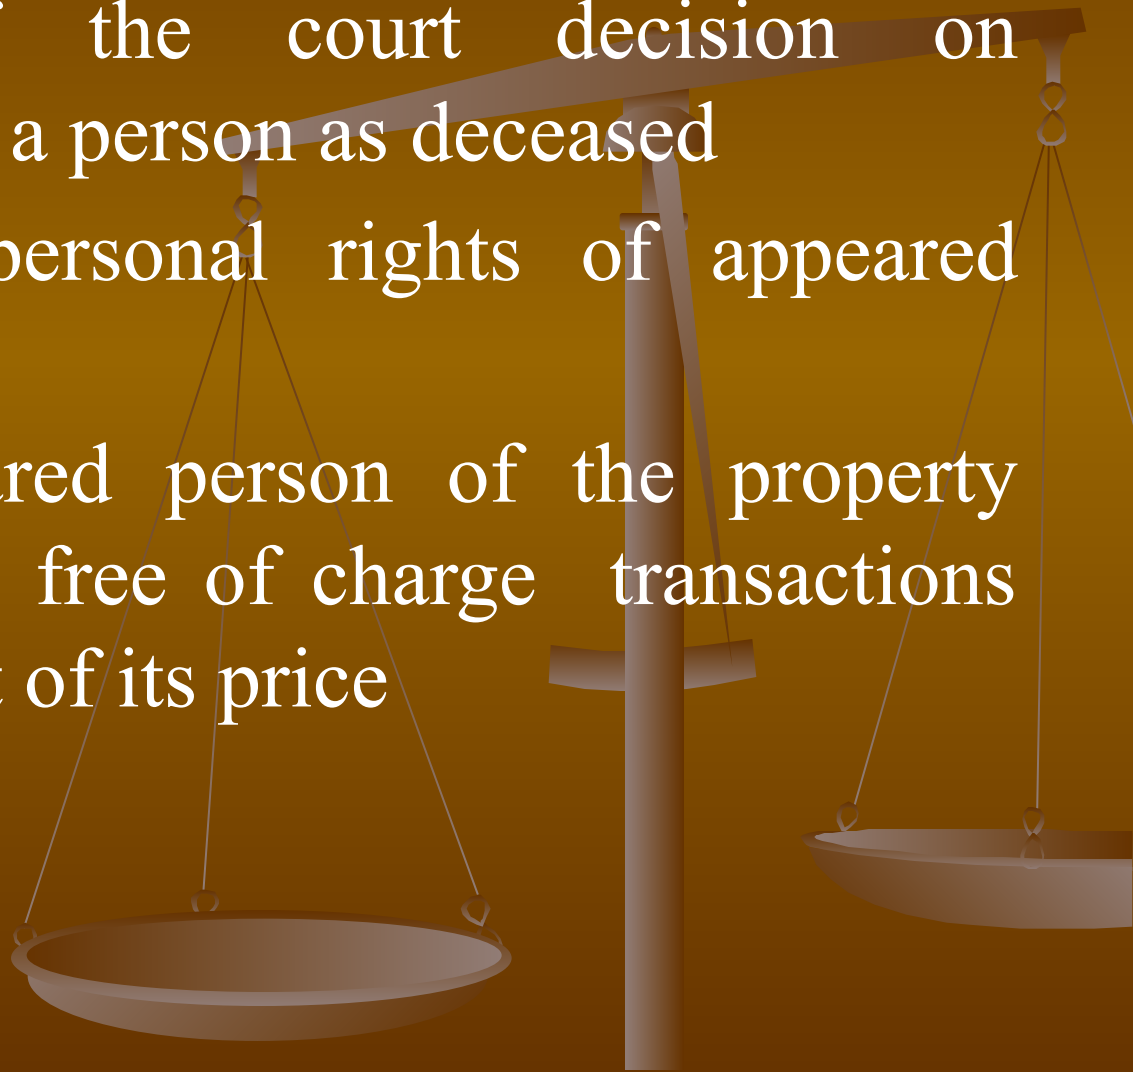 the court decision on
a person as deceased
personal rights of appeared
person of the property
free of charge transactions
of its price